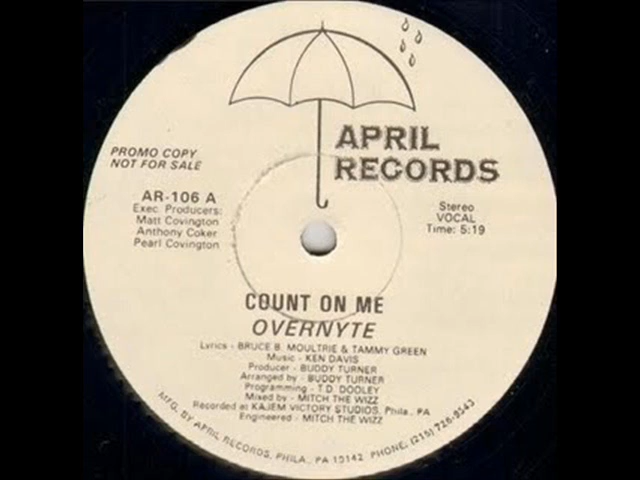 APRIL
RECORDS
PROMO COPY
NOT FOR SALE
AR-106 A
Exec. Producers:
Matt Covington
Anthony Coker
Pearl Covington
Stereo
VOCAL
Time: 5:19
COUNT ON ME
OVERNYTE
Lyrics - BRUCE B. MOULTRIE & TAMMY GREEN
Music - KEN DAVIS
Producer - BUDDY TURNER
Arranged by - BUDDY TURNER
Programming - T.D. DOOLEY
Mixed by - MITCH THE WIZZ
Recorded at - KAJEM VICTORY STUDIOS, Phila., PA
Engineered - MITCH THE WIZZ
MFG. BY APRIL RECORDS, PHILA., PA 15142 PHONE: (215) 726-9543